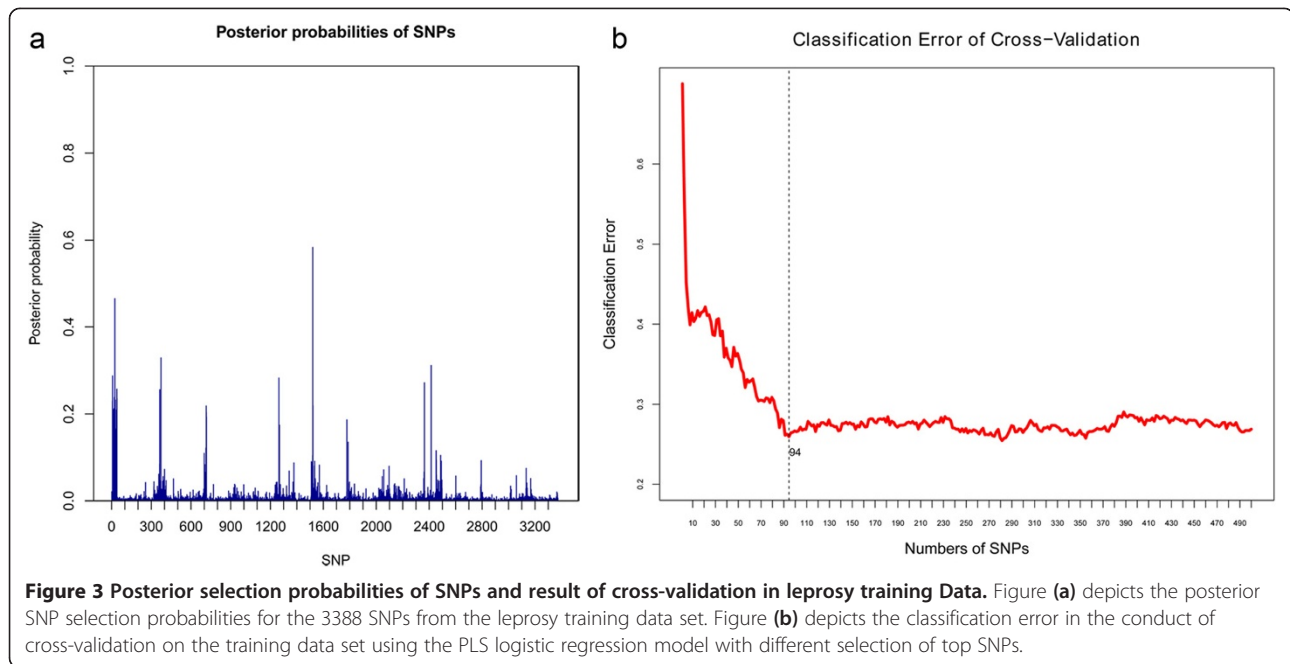 a
Posterior probabilities of SNPs
Posterior probability
1.0
0.8
0.6
0.4
0.2
0.0
0 300 600 900 1200 1600 2000 2400 2800 3200
SNP
b
Classification Error of Cross-Validation
Classification Error
0.6
0.5
0.4
0.3
0.2
94
10 30 50 70 90 110 130 150 170 190 210 230 250 270 290 310 330 350 370 390 410 430 450 470 490
Numbers of SNPs
Figure 3 Posterior selection probabilities of SNPs and result of cross-validation in leprosy training Data. Figure (a) depicts the posterior
SNP selection probabilities for the 3388 SNPs from the leprosy training data set. Figure (b) depicts the classification error in the conduct of
cross-validation on the training data set using the PLS logistic regression model with different selection of top SNPs.